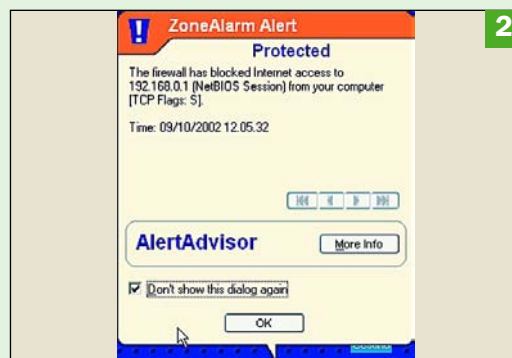 2
ZoneAlarm Alert
Protected
The firewall has blocked Internet access to
192.168.0.1 (NetBIOS Session) from your computer
[TCP Flags: S].
Time: 09/10/2002 12.05.32
AlertAdvisor
More Info
Don't show this dialog again
OK